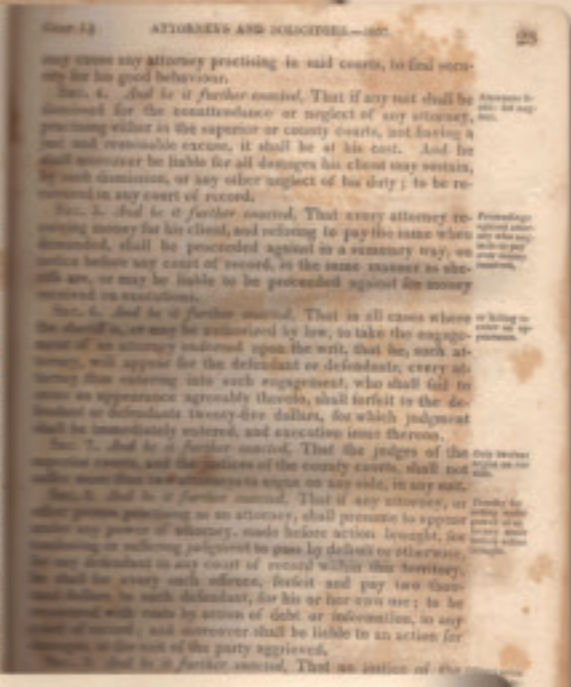 ATTORNEYS AND SOLICITORS.—1807.
may cause any attorney practising in said courts, to find secu-
rity for his good behaviour.
SEC. 4. And be it further enacted, That if any suit shall be
dismissed for the nonattendance or neglect of any attorney,
practising either in the superior or county courts, not having a
just and reasonable excuse, it shall be at his cost. And he
shall moreover be liable for all damages his client may sustain,
by such dismission, or any other neglect of his duty; to be re-
covered in any court of record.
SEC. 5. And be it further enacted, That every attorney re-
ceiving money for his client, and refusing to pay the same when
demanded, shall be proceeded against in a summary way, on
motion before any court of record, in the same manner as she-
riffs are, or may be liable to be proceeded against for money
received on executions.
SEC. 6. And be it further enacted, That in all cases where
the sheriff is, or may be authorized by law, to take the engage-
ment of an attorney endorsed upon the writ, that he, such at-
torney, will appear for the defendant or defendants, every at-
torney thus entering into such engagement, who shall fail to
enter an appearance agreeably thereto, shall forfeit to the de-
fendant or defendants twenty-five dollars, for which judgment
shall be immediately entered, and execution issue thereon.
SEC. 7. And be it further enacted, That the judges of the
superior courts, and the justices of the county courts, shall not
suffer more than two attorneys to argue on any side, in any suit.
SEC. 8. And be it further enacted, That if any attorney, or
other person practising as an attorney, shall presume to appear
under any power of attorney, made before action brought, for
confessing or suffering judgment to pass by default or otherwise,
for any defendant in any court of record within this territory,
he shall for every such offence, forfeit and pay two thou-
sand dollars, to such defendant, for his or her own use; to be
recovered, with costs by action of debt or information, in any
court of record; and moreover shall be liable to an action for
damages, at the suit of the party aggrieved.
And be it further enacted, That no justice of the